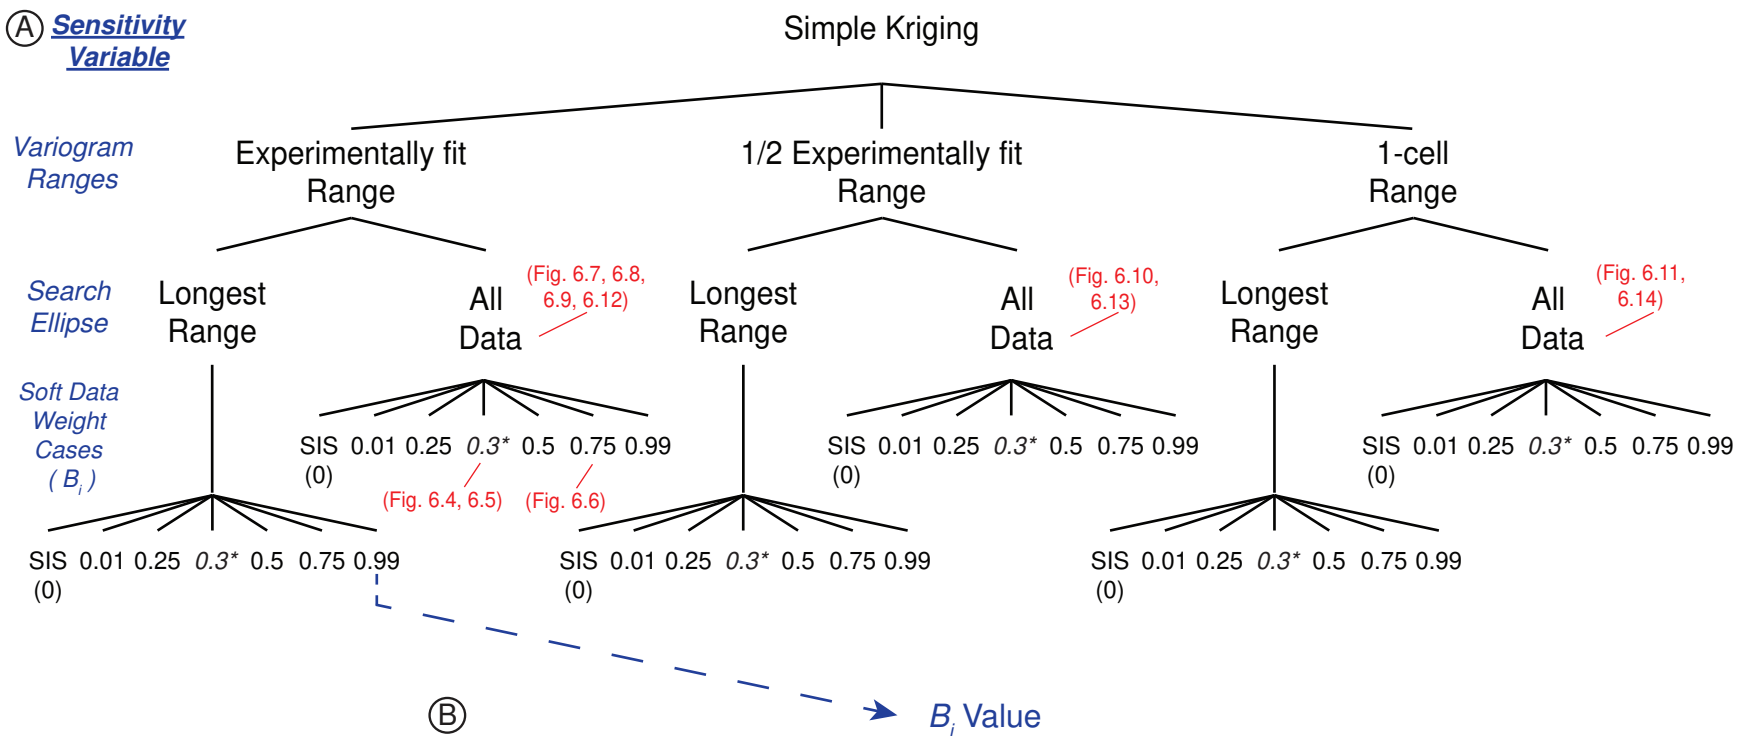 A Sensitivity
Variable
Simple Kriging
Variogram
Ranges
Experimentally fit
Range
1/2 Experimentally fit
Range
1-cell
Range
Search
Ellipse
Longest
Range
All
Data
(Fig. 6.7, 6.8,
6.9, 6.12)
Longest
Range
All
Data
(Fig. 6.10,
6.13)
Longest
Range
All
Data
(Fig. 6.11,
6.14)
Soft Data
Weight
Cases
( Bi )
SIS 0.01 0.25 0.3* 0.5 0.75 0.99
(0)
(Fig. 6.4, 6.5) (Fig. 6.6)
SIS 0.01 0.25 0.3* 0.5 0.75 0.99
(0)
SIS 0.01 0.25 0.3* 0.5 0.75 0.99
(0)
SIS 0.01 0.25 0.3* 0.5 0.75 0.99
(0)
SIS 0.01 0.25 0.3* 0.5 0.75 0.99
(0)
SIS 0.01 0.25 0.3* 0.5 0.75 0.99
(0)
B
Bi Value